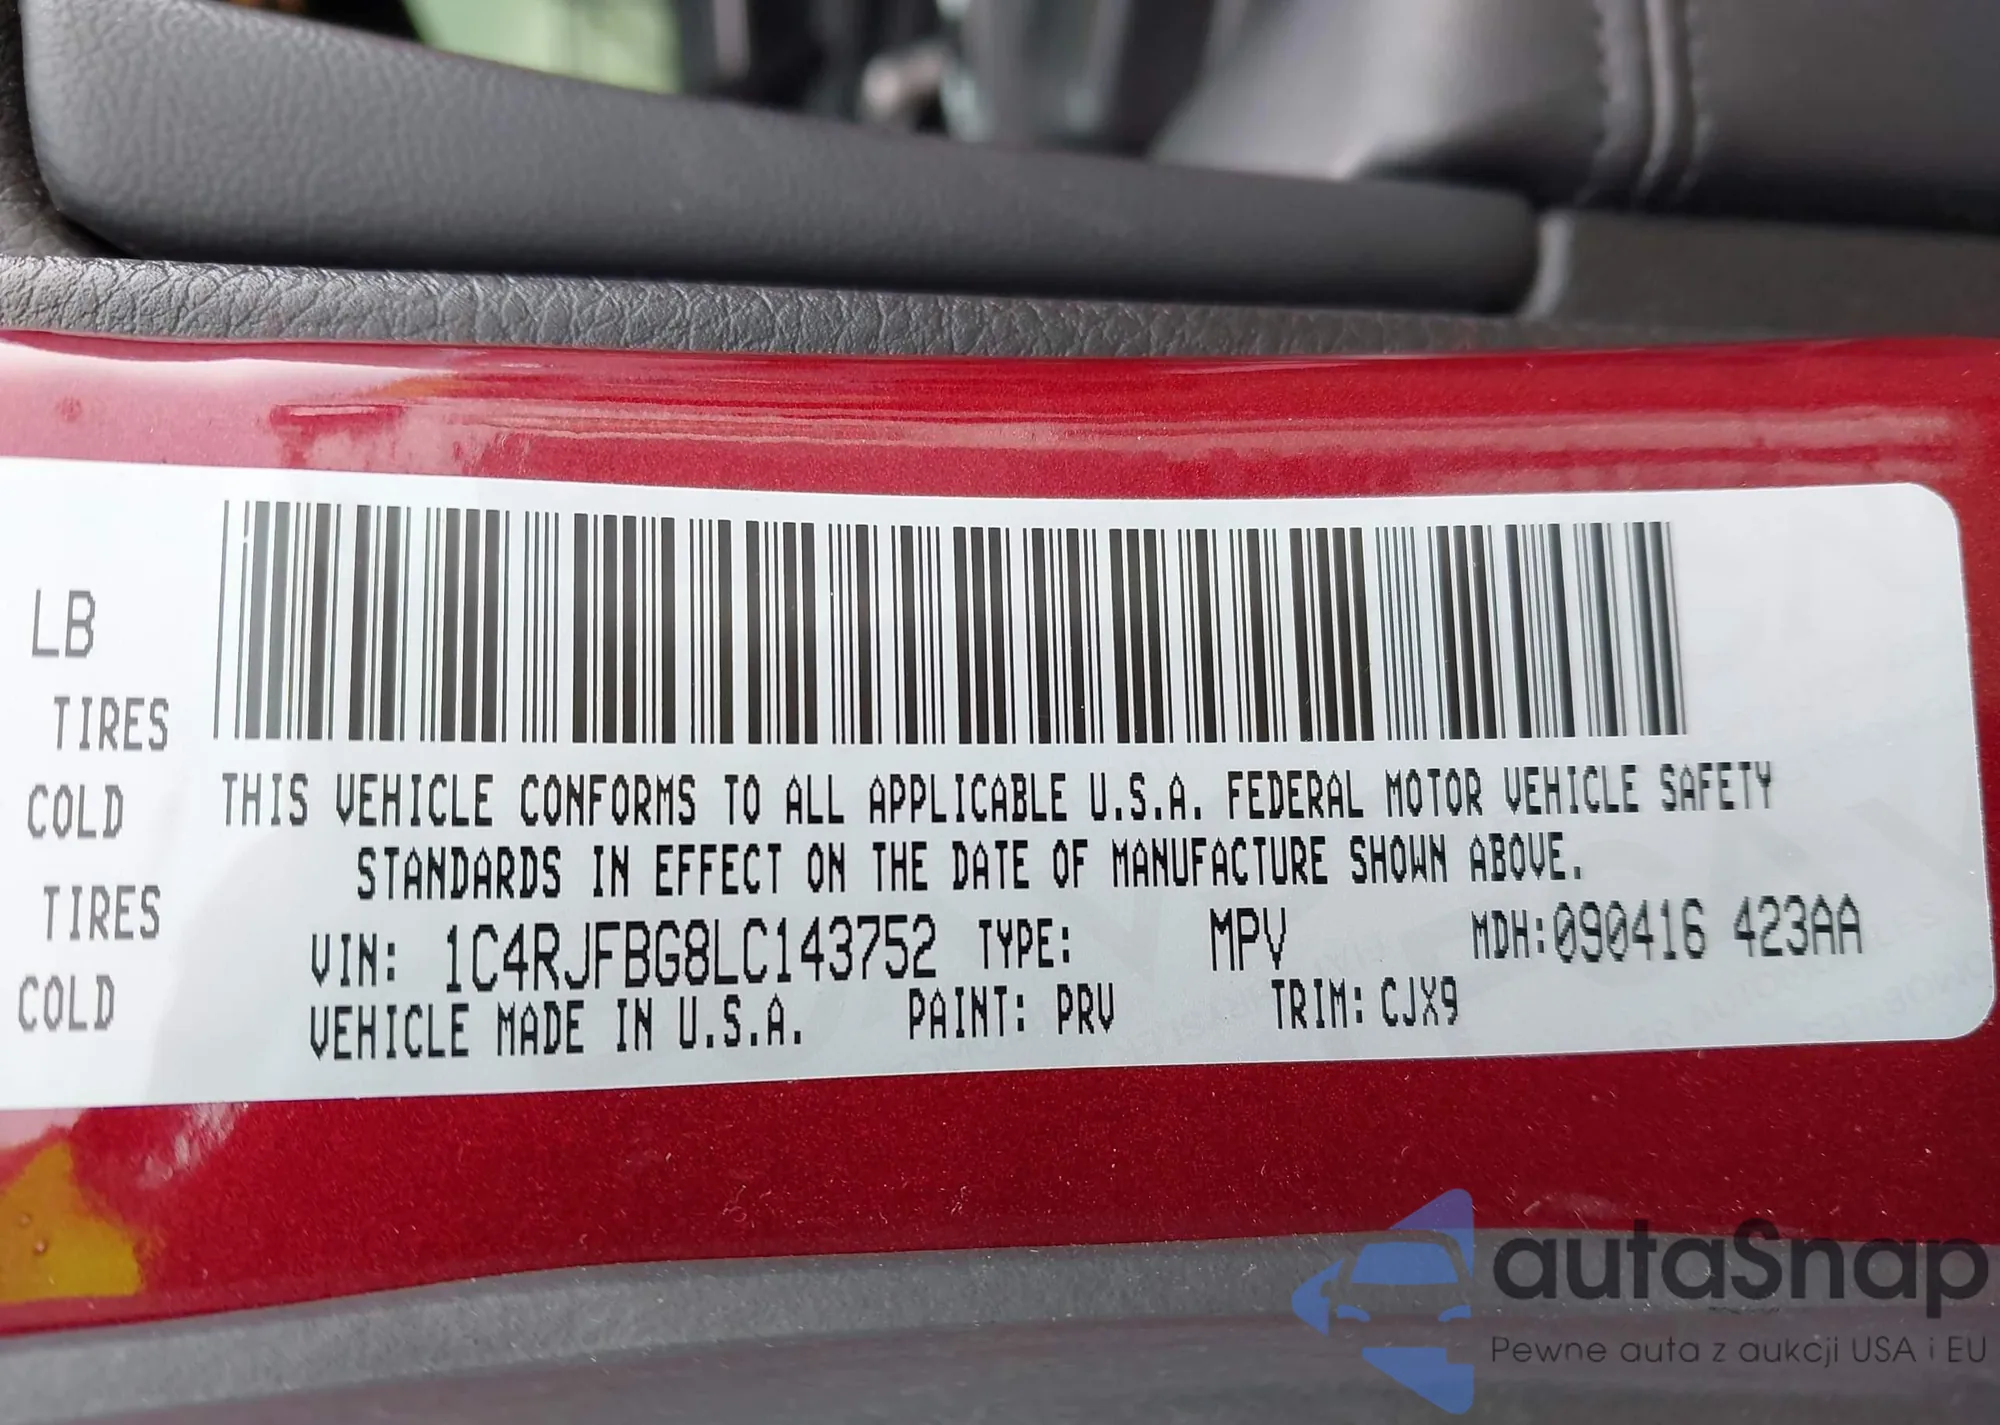 LB
TIRES
COLD
TIRES
COLD
THIS VEHICLE CONFORMS TO ALL APPLICABLE U.S.A. FEDERAL MOTOR VEHICLE SAFETY
STANDARDS IN EFFECT ON THE DATE OF MANUFACTURE SHOWN ABOVE.
VIN: 1C4RJFBG8LC143752 TYPE: MPV MDH:090416 423AA
VEHICLE MADE IN U.S.A. PAINT: PRV TRIM: CJX9
autaSnap
Pewne auta z aukcji USA i EU